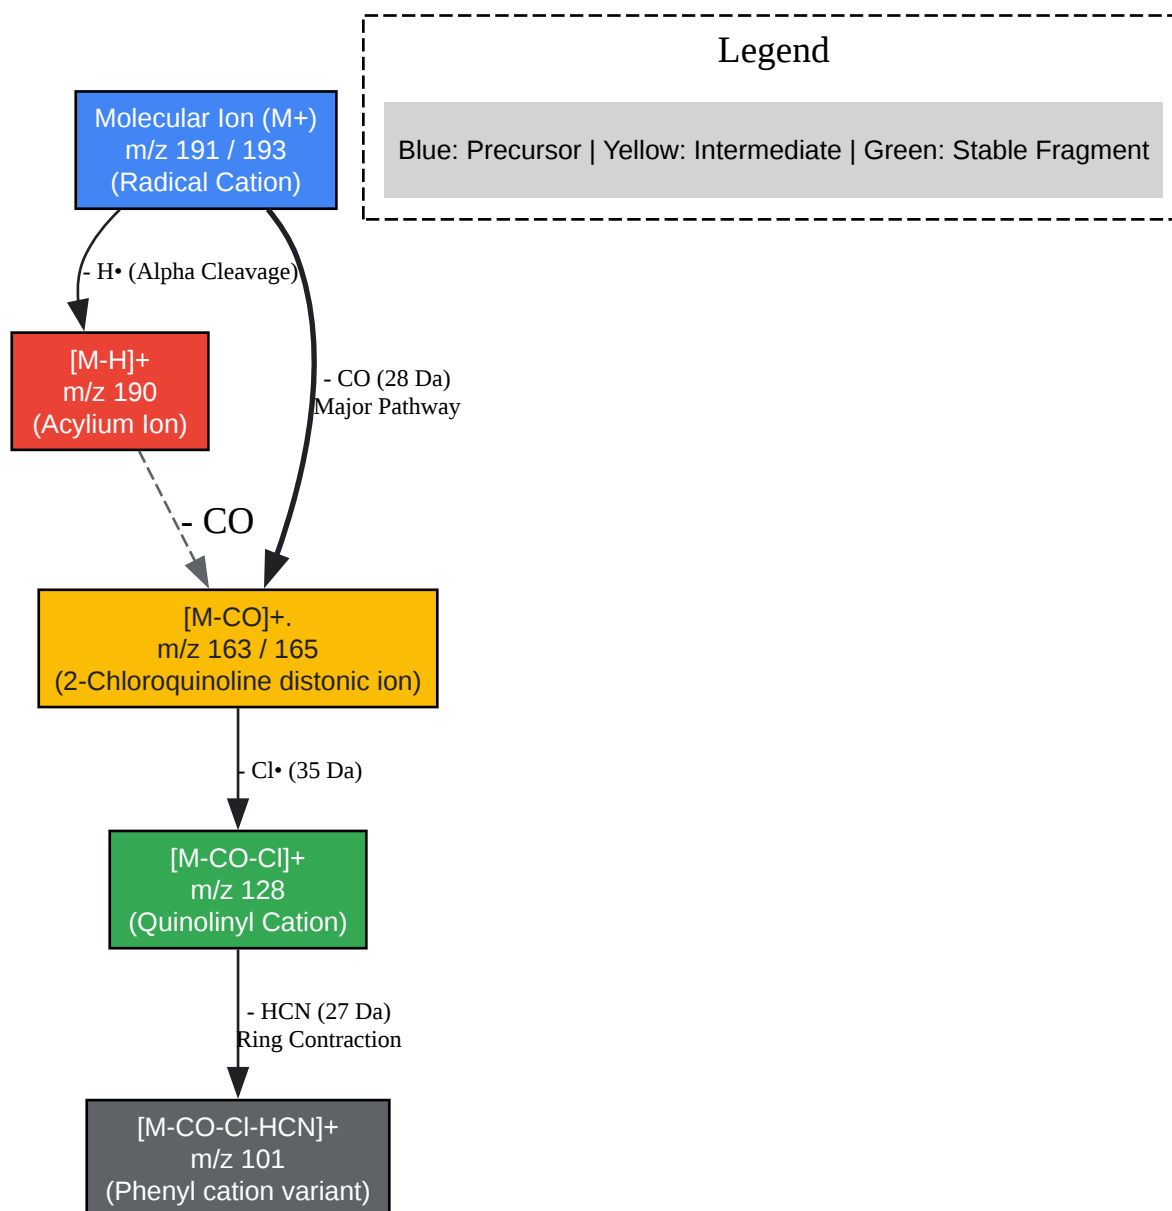 Legend
Blue: Precursor | Yellow: Intermediate | Green: Stable Fragment
Molecular Ion (M+)
m/z 191 / 193
(Radical Cation)
- H• (Alpha Cleavage)
[M-H]+
m/z 190
(Acylium Ion)
- CO (28 Da)
Major Pathway
- CO
[M-CO]+.
m/z 163 / 165
(2-Chloroquinoline distonic ion)
- Cl• (35 Da)
[M-CO-Cl]+
m/z 128
(Quinolinyl Cation)
- HCN (27 Da)
Ring Contraction
[M-CO-Cl-HCN]+
m/z 101
(Phenyl cation variant)